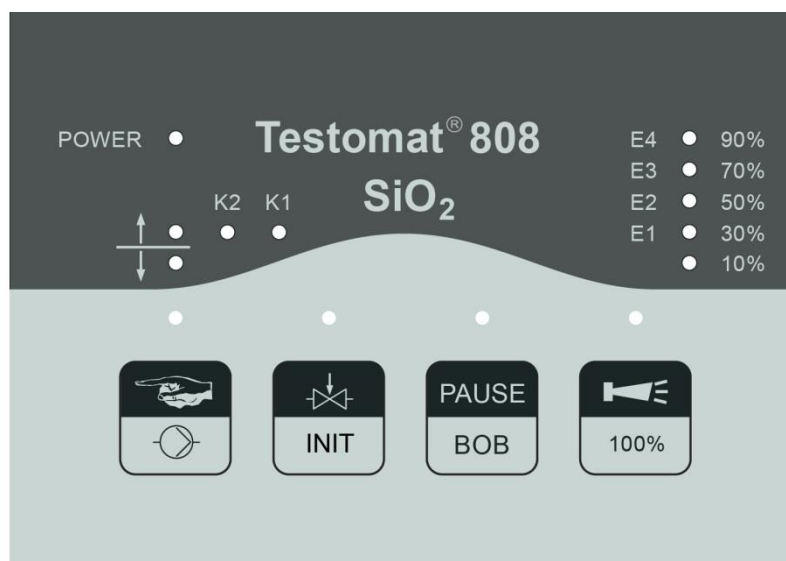 POWER
Testomat® 808
SiO₂
K2 K1
E4 90%
E3 70%
E2 50%
E1 30%
10%
INIT
PAUSE
BOB
100%